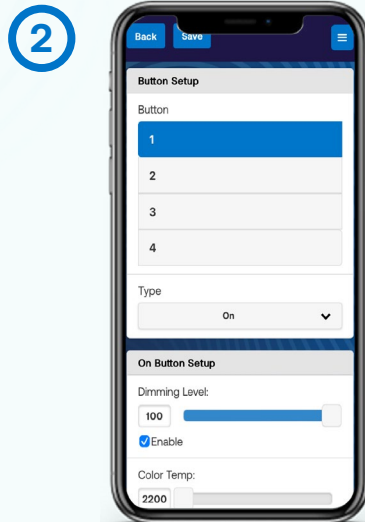 2
Back Save
Button Setup
Button
1
2
3
4
Type
On
On Button Setup
Dimming Level:
100
Enable
Color Temp:
2200